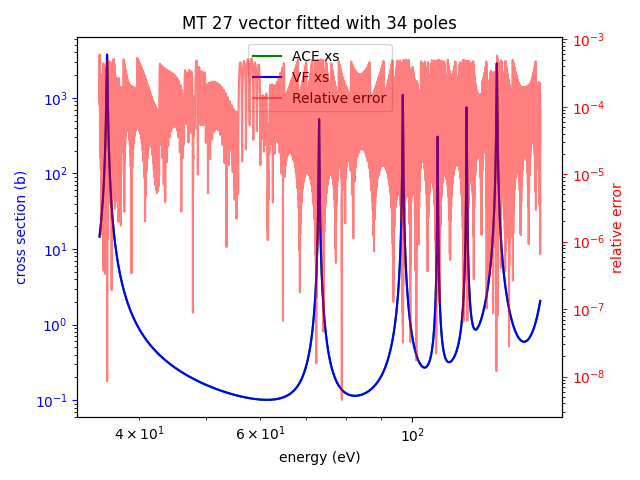 MT 27 vector fitted with 34 poles
ACE xs
VF xs
Relative error
cross section (b)
10³
10²
10¹
10⁰
10⁻¹
10⁻³
10⁻⁴
10⁻⁵
10⁻⁶
10⁻⁷
10⁻⁸
relative error
4 × 10¹
6 × 10¹
10²
energy (eV)